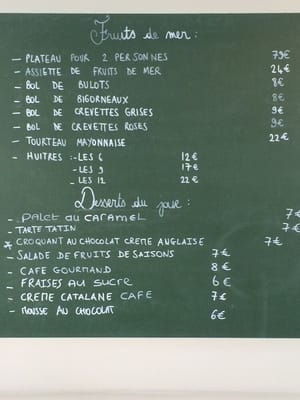 Fruits de mer :
- PLATEAU POUR 2 PERSONNES 79€
- ASSIETTE DE FRUITS DE MER 24€
- BOL DE BULOTS 8€
- BOL DE BIGORNEAUX 8€
- BOL DE CREVETTES GRISES 9€
- BOL DE CREVETTES ROSES 9€
- TOURTEAU MAYONNAISE 22€
- HUITRES :-LES 6 12€
-LES 9 17€
- LES 12 22€
Desserts du jour :
- PALET au CARAMEL 7€
- TARTE TATIN 7€
* CROQUANT AU CHOCOLAT CREME ANGLAISE 7€
- SALADE DE FRUITS DE SAISONS 7€
- CAFE GOURMAND 8€
- FRAISES AU SUCRE 6€
- CREME CATALANE CAFE 7€
- MOUSSE AU CHOCOLAT 6€